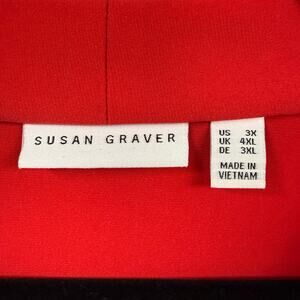 SUSAN GRAVER
US 3X
UK 4XL
DE 3XL
MADE IN
VIETNAM